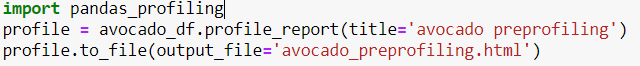 import pandas_profiling
profile = avocado_df.profile_report(title='avocado preprofiling')
profile.to_file(output_file='avocado_preprofiling.html')